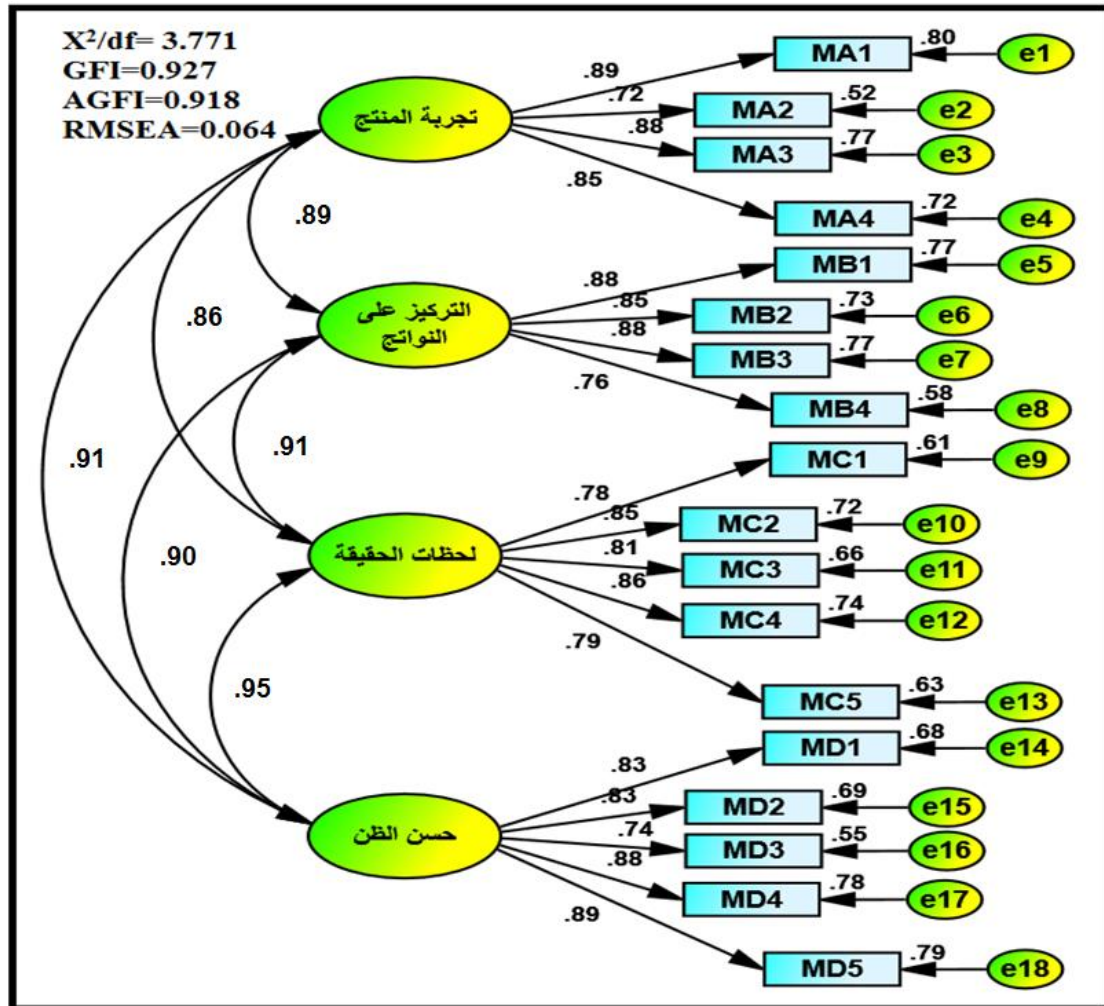 X²/df= 3.771
GFI=0.927
AGFI=0.918
RMSEA=0.064
تجربة المنتج
.89
MA1
.80
e1
.72
MA2
.52
e2
.88
MA3
.77
e3
.85
MA4
.72
e4
.89
.86
.91
التركيز على
النواتج
.88
MB1
.77
e5
.85
MB2
.73
e6
.88
MB3
.77
e7
.76
MB4
.58
e8
.91
.90
لحظات الحقيقة
.78
MC1
.61
e9
.85
MC2
.72
e10
.81
MC3
.66
e11
.86
MC4
.74
e12
.79
MC5
.63
e13
.95
حسن الظن
.83
MD1
.68
e14
.83
MD2
.69
e15
.74
MD3
.55
e16
.88
MD4
.78
e17
.89
MD5
.79
e18